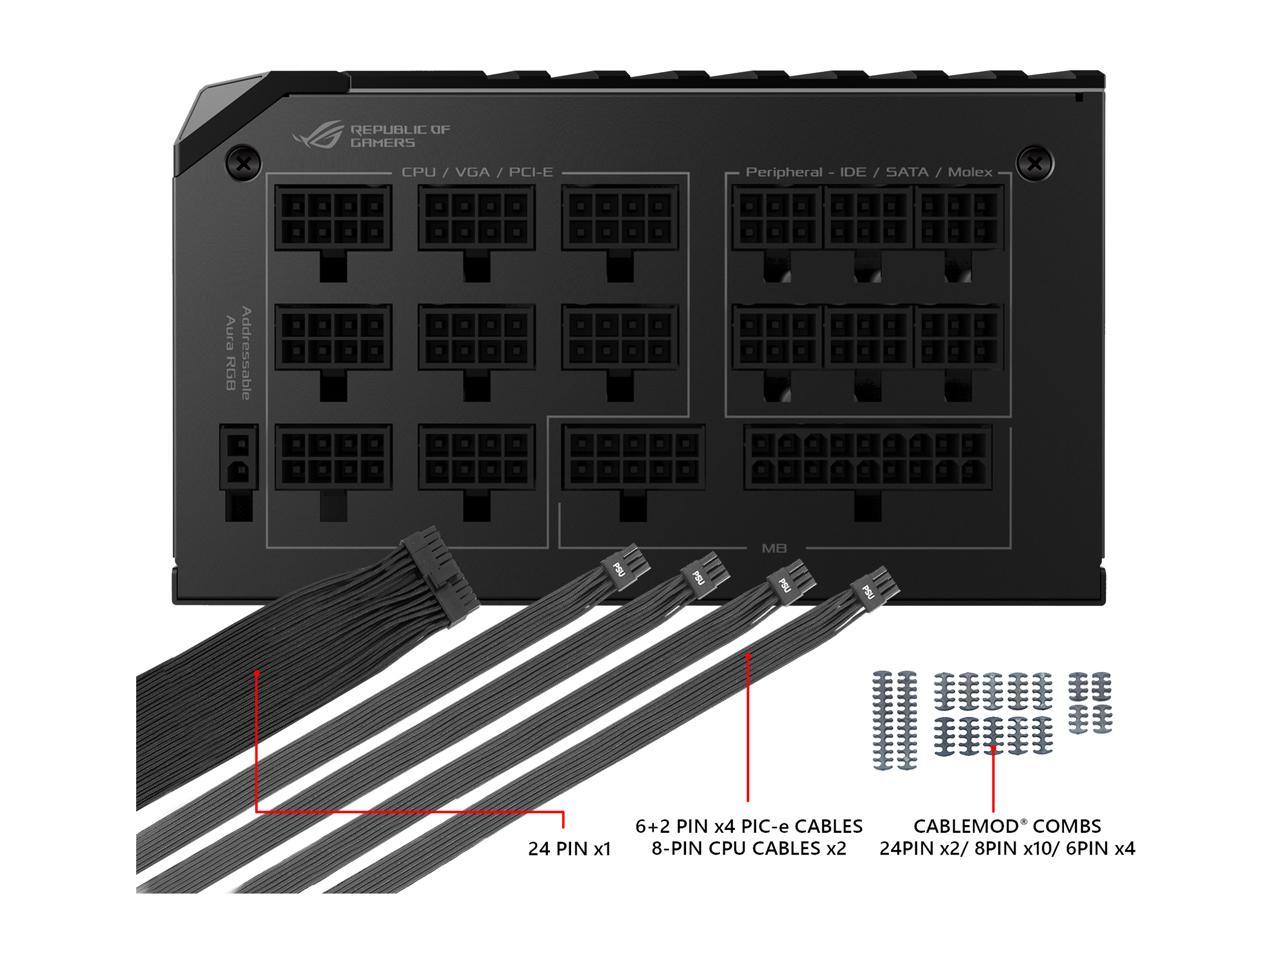 REPUBLIC OF
GAMERS
CPU / VGA / PCI-E
Peripheral - IDE / SATA / Molex
Addressable
Aura RGB
MB
PSU
PSU
PSU
PSU
24 PIN x1
6+2 PIN x4 PIC-e CABLES
8-PIN CPU CABLES x2
CABLEMOD® COMBS
24PIN x2/ 8PIN x10/ 6PIN x4